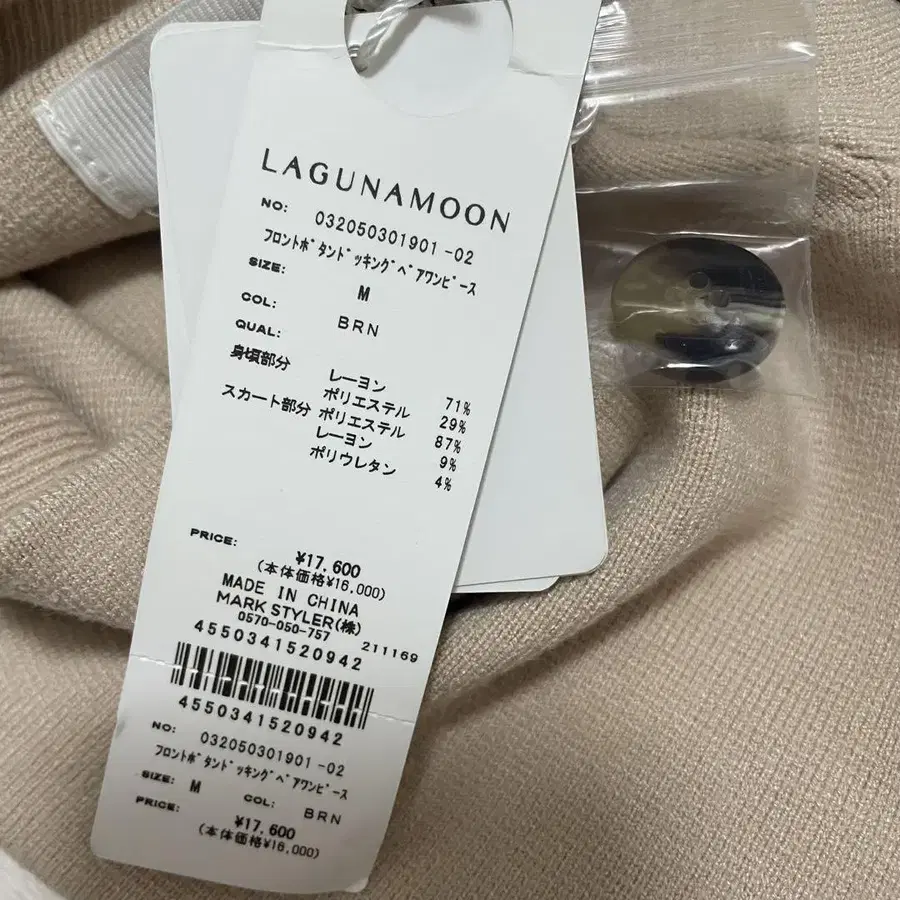 LAGUNAMOON
NO: 032050301901-02
ﾌﾛﾝﾄﾎﾞﾀﾝﾄﾞｯｷﾝｸﾞﾍﾞｱﾜﾝﾋﾟｰｽ
SIZE: M
COL: BRN
QUAL:
身頃部分 レーヨン 71%
ポリエステル 29%
スカート部分 ポリエステル 87%
レーヨン 9%
ポリウレタン 4%
PRICE: ¥17,600
(本体価格¥16,000)
MADE IN CHINA
MARK STYLER(株)
0570-050-757
211169
4550341520942
4550341520942
NO: 032050301901-02
ﾌﾛﾝﾄﾎﾞﾀﾝﾄﾞｯｷﾝｸﾞﾍﾟｱﾜﾝﾋﾟｰｽ
SIZE: M COL: BRN
PRICE: ¥17,600
(本体価格¥16,000)